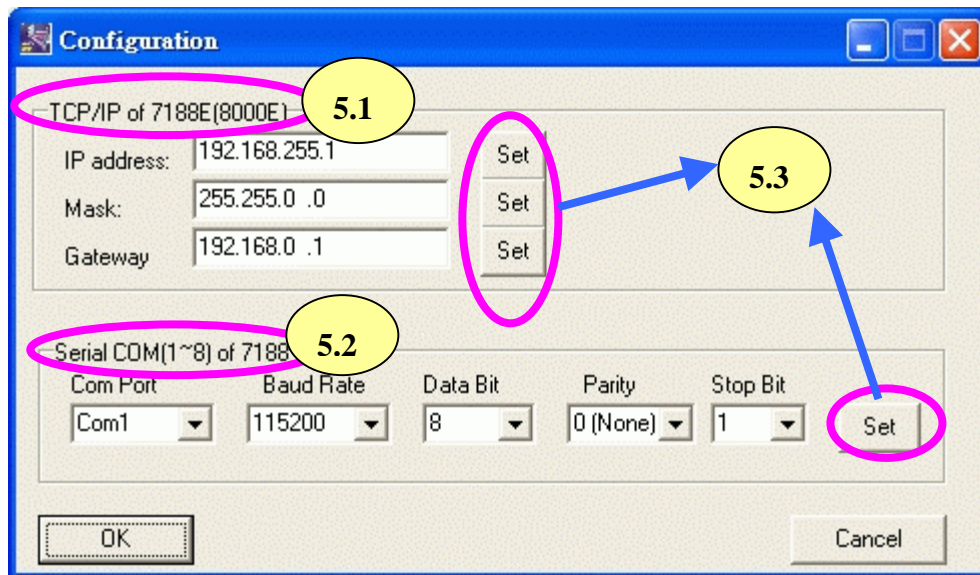 Configuration
TCP/IP of 7188E(8000E)
5.1
IP address:
192.168.255.1
Set
5.3
Mask:
255.255.0 .0
Set
Gateway
192.168.0 .1
Set
Serial COM(1~8) of 7188
5.2
Com Port
Baud Rate
Data Bit
Parity
Stop Bit
Com1
115200
8
0 (None)
1
Set
OK
Cancel